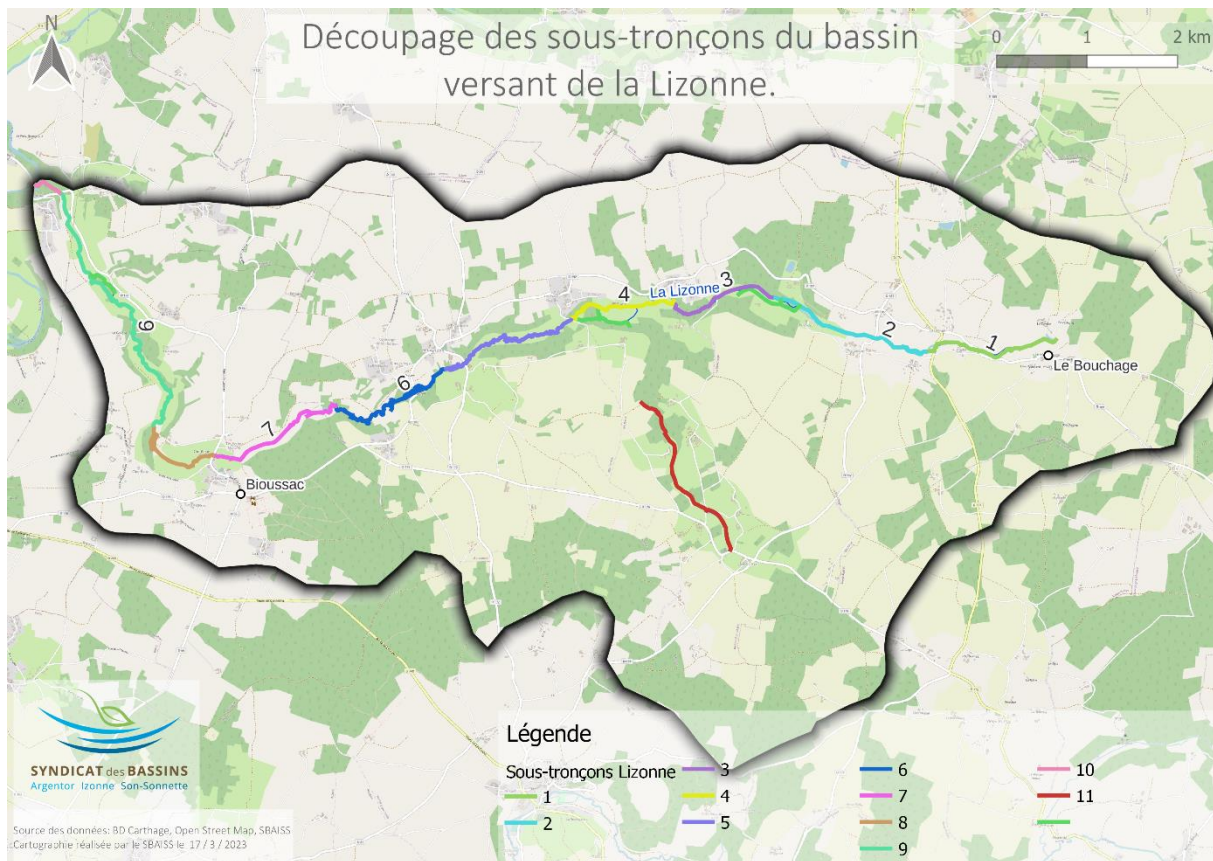 Découpage des sous-tronçons du bassin
versant de la Lizonne.
N
0 1 2 km
La Lizonne
4
3
2
1
Le Bouchage
9
6
7
Bioussac
SYNDICAT des BASSINS
Argentor Izonne Son-Sonnette
Source des données: BD Carthage, Open Street Map, SBAISS
Cartographie réalisée par le SBAISS le 17 / 3 / 2023
Légende
Sous-tronçons Lizonne
1
2
3
4
5
6
7
8
9
10
11